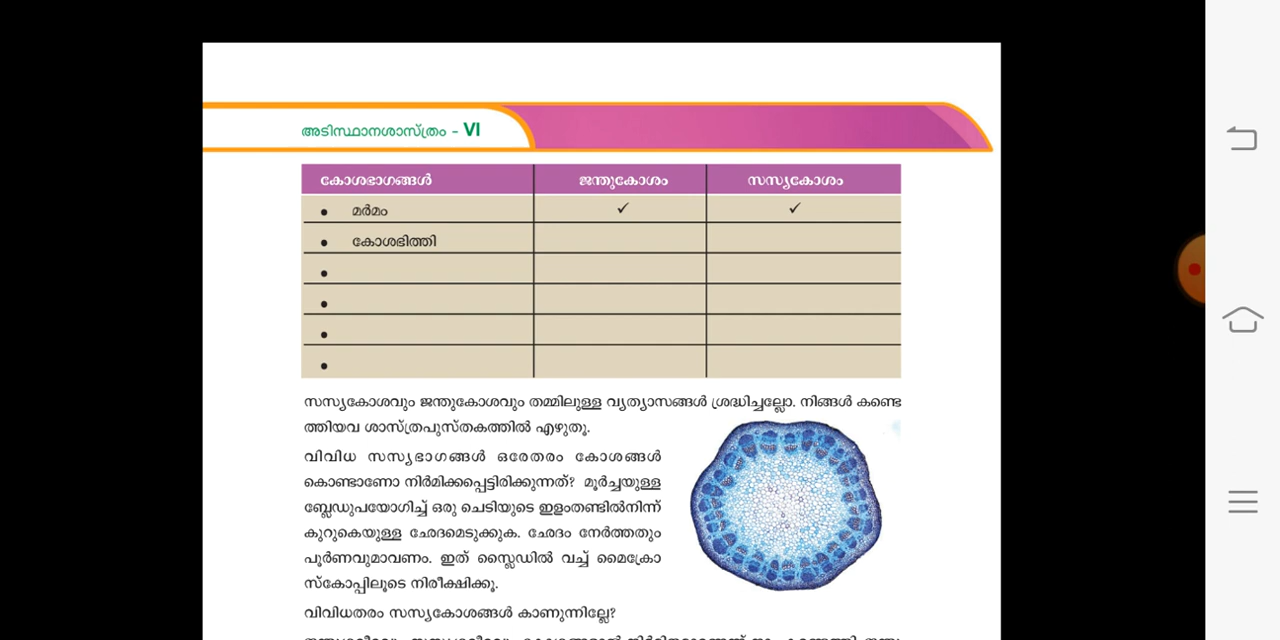 അടിസ്ഥാനശാസ്ത്രം - VI
കോശഭാഗങ്ങൾ ജന്തുകോശം സസ്യകോശം
• മർമം ✓ ✓
• കോശഭിത്തി
•
•
•
•
സസ്യകോശവും ജന്തുകോശവും തമ്മിലുള്ള വ്യത്യാസങ്ങൾ ശ്രദ്ധിച്ചല്ലോ. നിങ്ങൾ കണ്ടെ
ത്തിയവ ശാസ്ത്രപുസ്തകത്തിൽ എഴുതൂ.
വിവിധ സസ്യഭാഗങ്ങൾ ഒരേതരം കോശങ്ങൾ
കൊണ്ടാണോ നിർമിക്കപ്പെട്ടിരിക്കുന്നത്? മൂർച്ചയുള്ള
ബ്ലേഡുപയോഗിച്ച് ഒരു ചെടിയുടെ ഇളംതണ്ടിൽനിന്ന്
കുറുകെയുള്ള ഛേദമെടുക്കുക. ഛേദം നേർത്തതും
പൂർണവുമാവണം. ഇത് സ്ലൈഡിൽ വച്ച് മൈക്രോ
സ്കോപ്പിലൂടെ നിരീക്ഷിക്കൂ.
വിവിധതരം സസ്യകോശങ്ങൾ കാണുന്നില്ലേ?